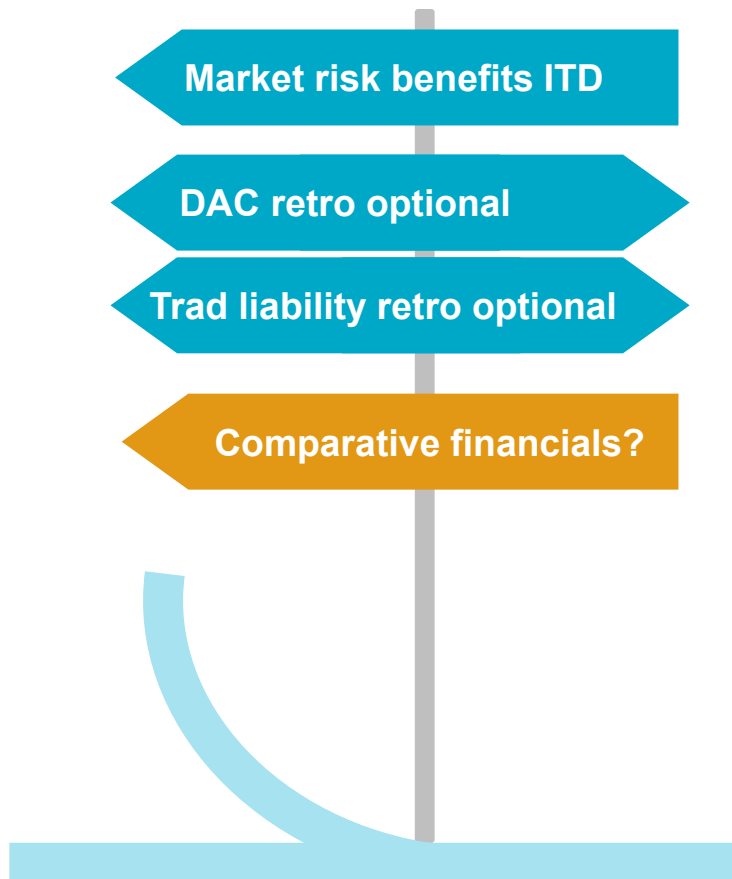 Market risk benefits ITD
DAC retro optional
Trad liability retro optional
Comparative financials?